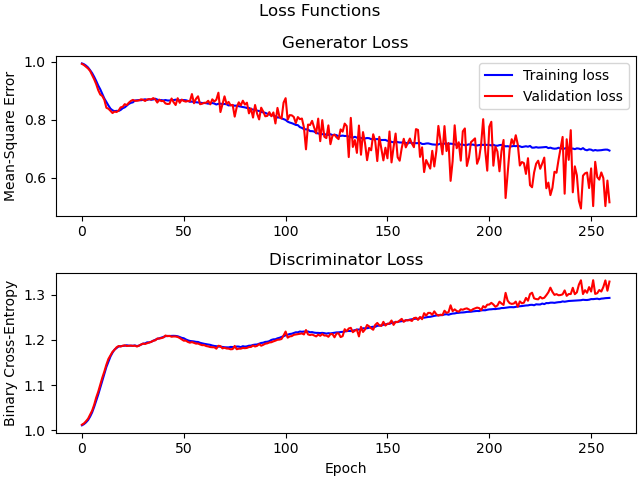 Loss Functions
Generator Loss
Mean-Square Error
1.0
0.8
0.6
Training loss
Validation loss
0 50 100 150 200 250
Discriminator Loss
Binary Cross-Entropy
1.3
1.2
1.1
1.0
0 50 100 150 200 250
Epoch